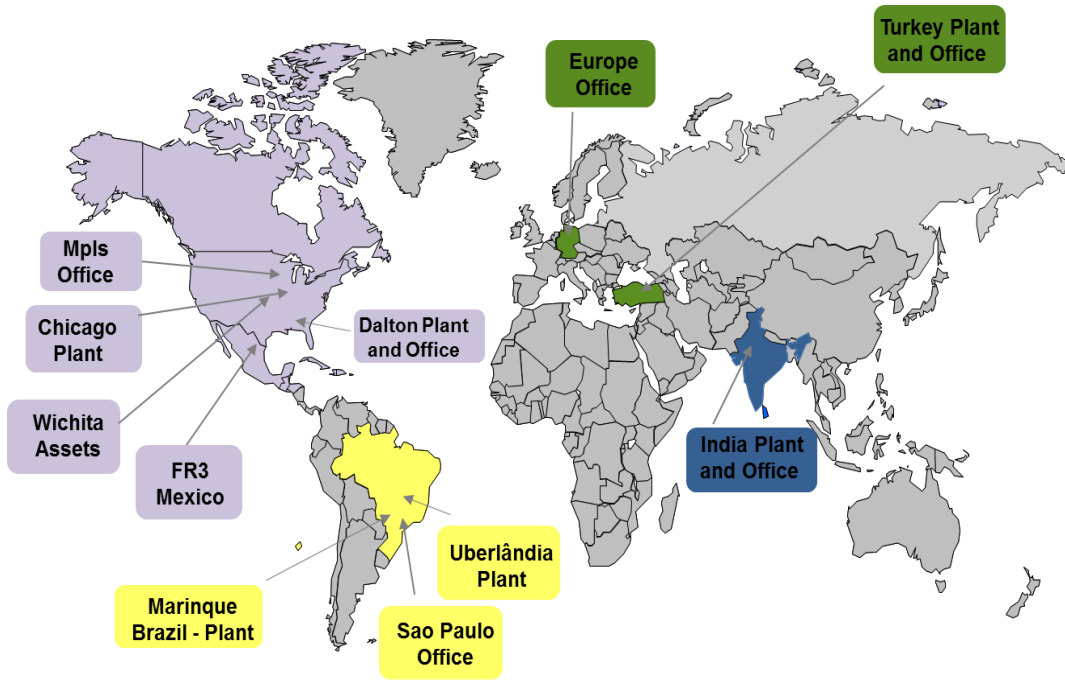 Turkey Plant
and Office
Europe
Office
Mpls
Office
Chicago
Plant
Dalton Plant
and Office
Wichita
Assets
FR3
Mexico
India Plant
and Office
Uberlândia
Plant
Marinque
Brazil - Plant
Sao Paulo
Office